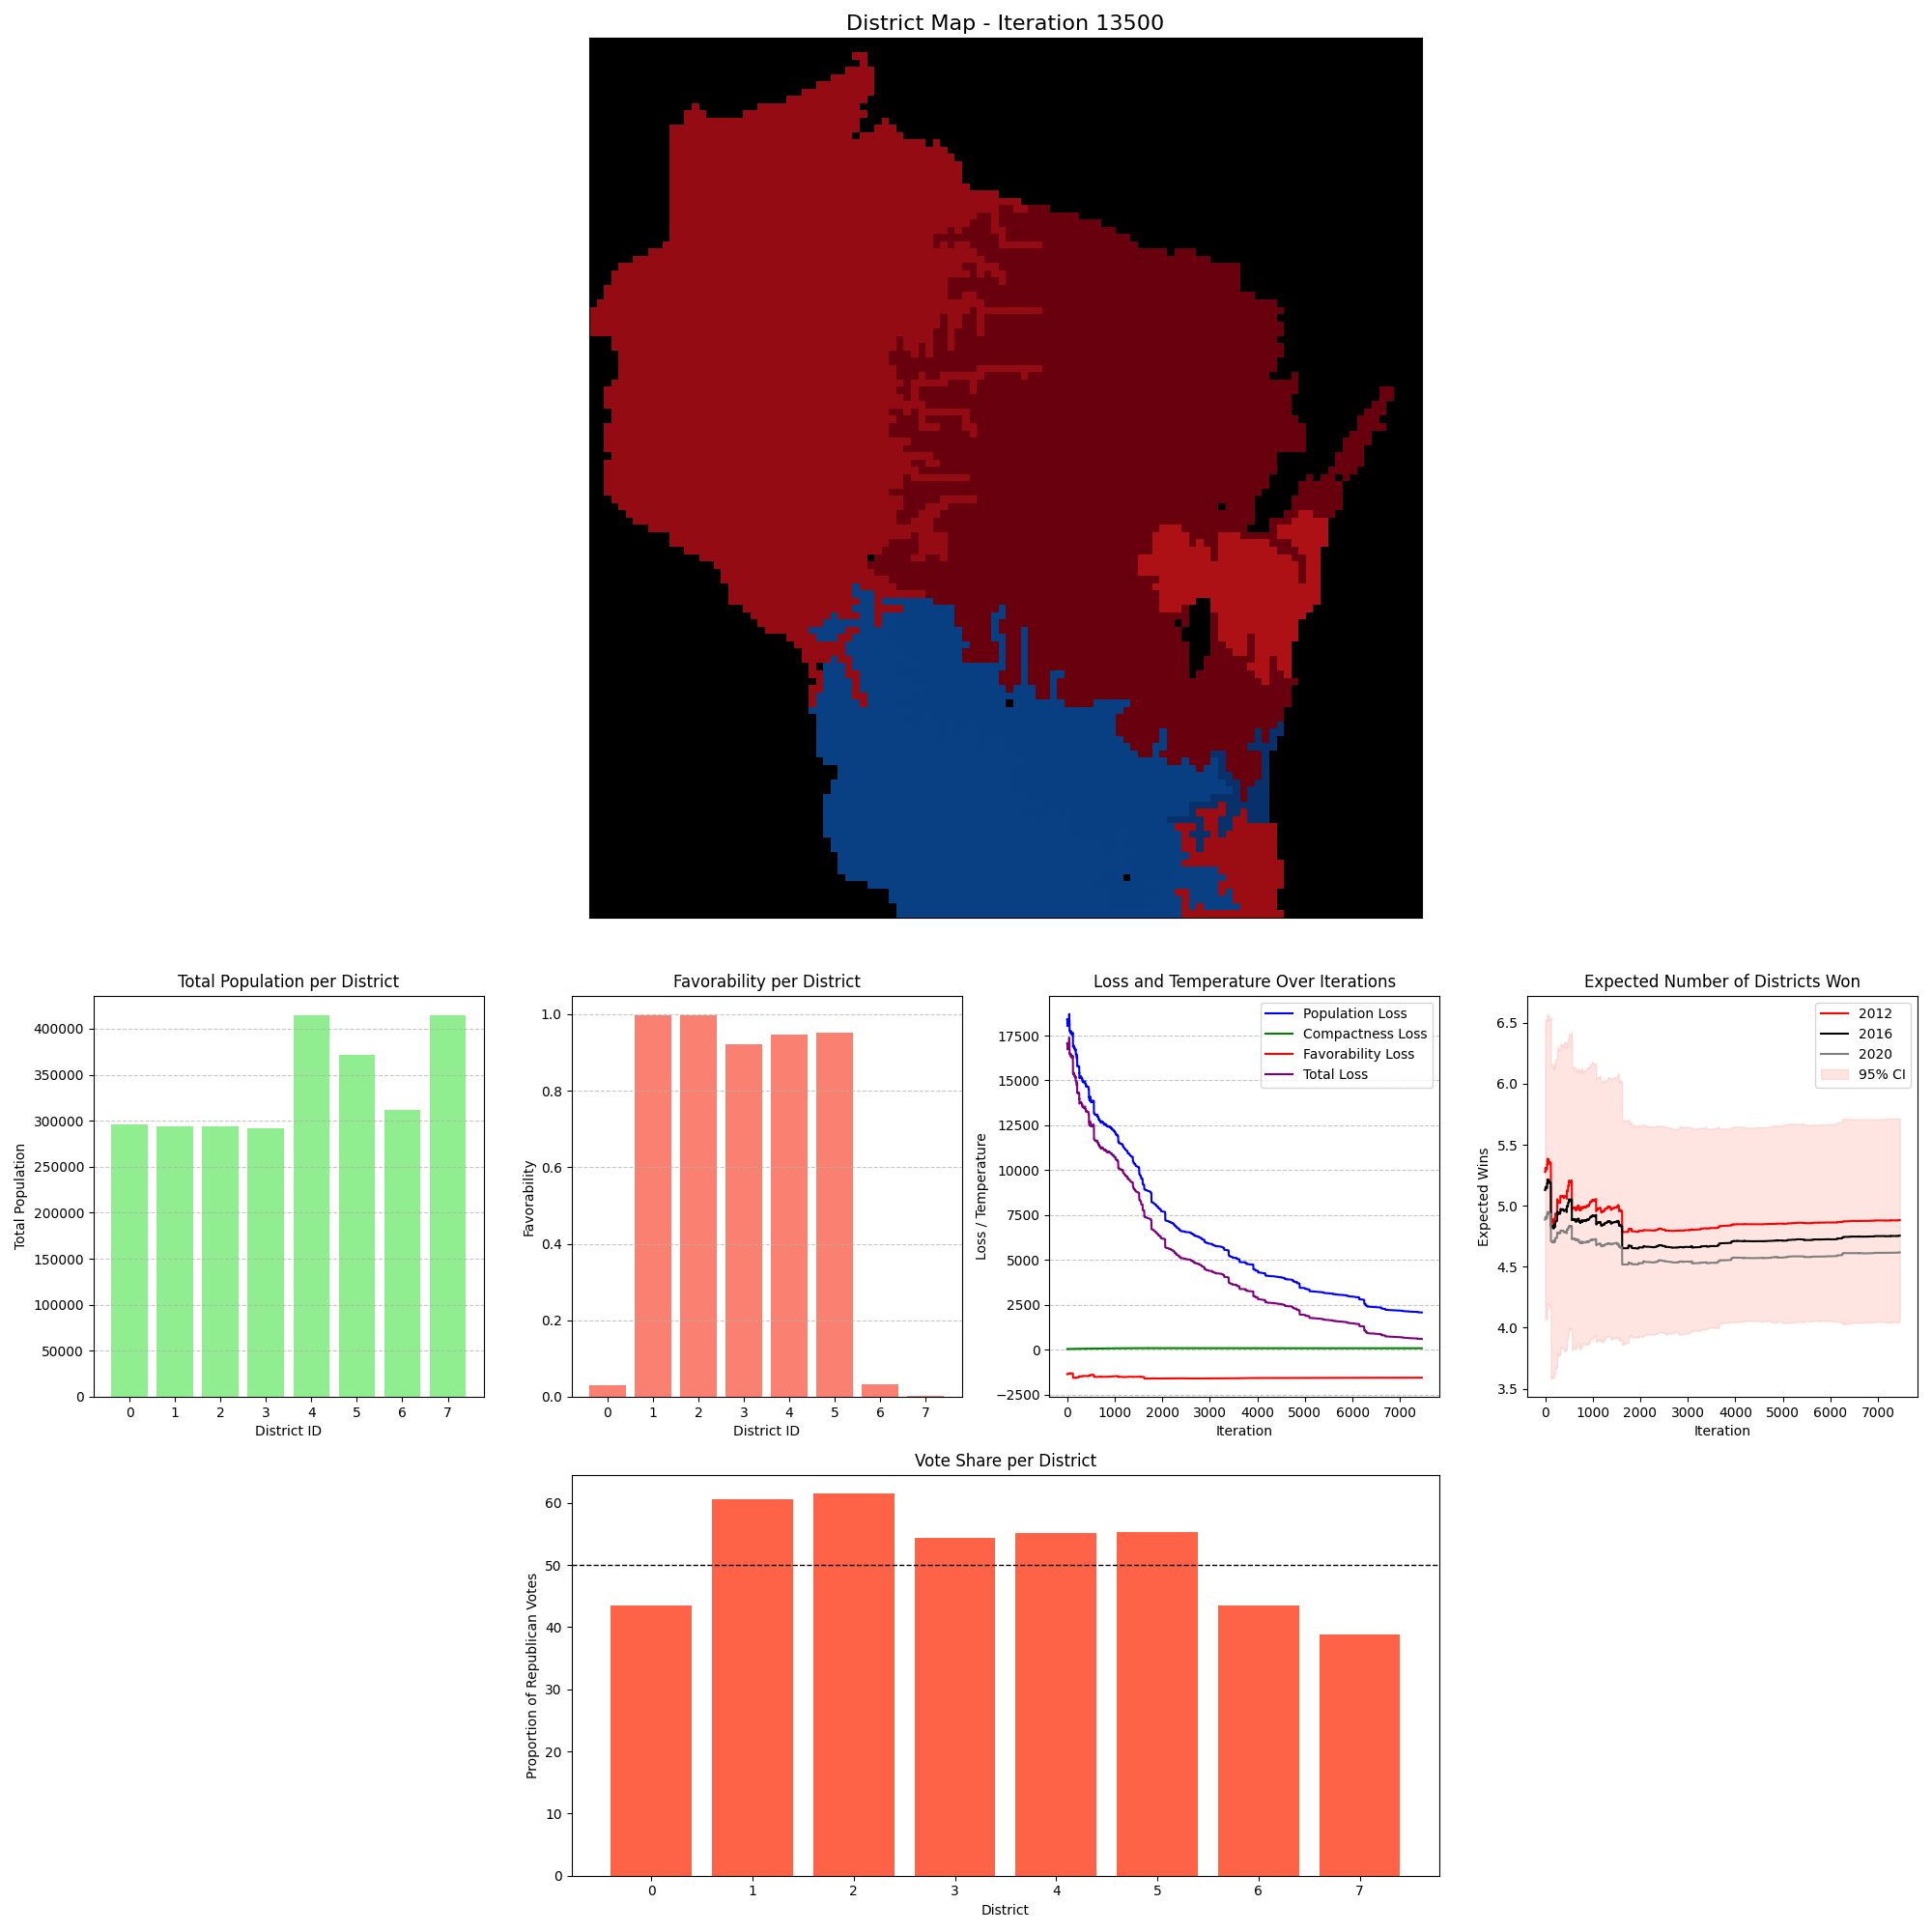 District Map - Iteration 13500
Total Population per District
Total Population
400000
350000
300000
250000
200000
150000
100000
50000
0
0 1 2 3 4 5 6 7
District ID
Favorability per District
Favorability
1.0
0.8
0.6
0.4
0.2
0.0
0 1 2 3 4 5 6 7
District ID
Loss and Temperature Over Iterations
Loss / Temperature
17500
15000
12500
10000
7500
5000
2500
0
−2500
Population Loss
Compactness Loss
Favorability Loss
Total Loss
0 1000 2000 3000 4000 5000 6000 7000
Iteration
Expected Number of Districts Won
Expected Wins
6.5
6.0
5.5
5.0
4.5
4.0
3.5
2012
2016
2020
95% CI
0 1000 2000 3000 4000 5000 6000 7000
Iteration
Vote Share per District
Proportion of Republican Votes
60
50
40
30
20
10
0
0 1 2 3 4 5 6 7
District